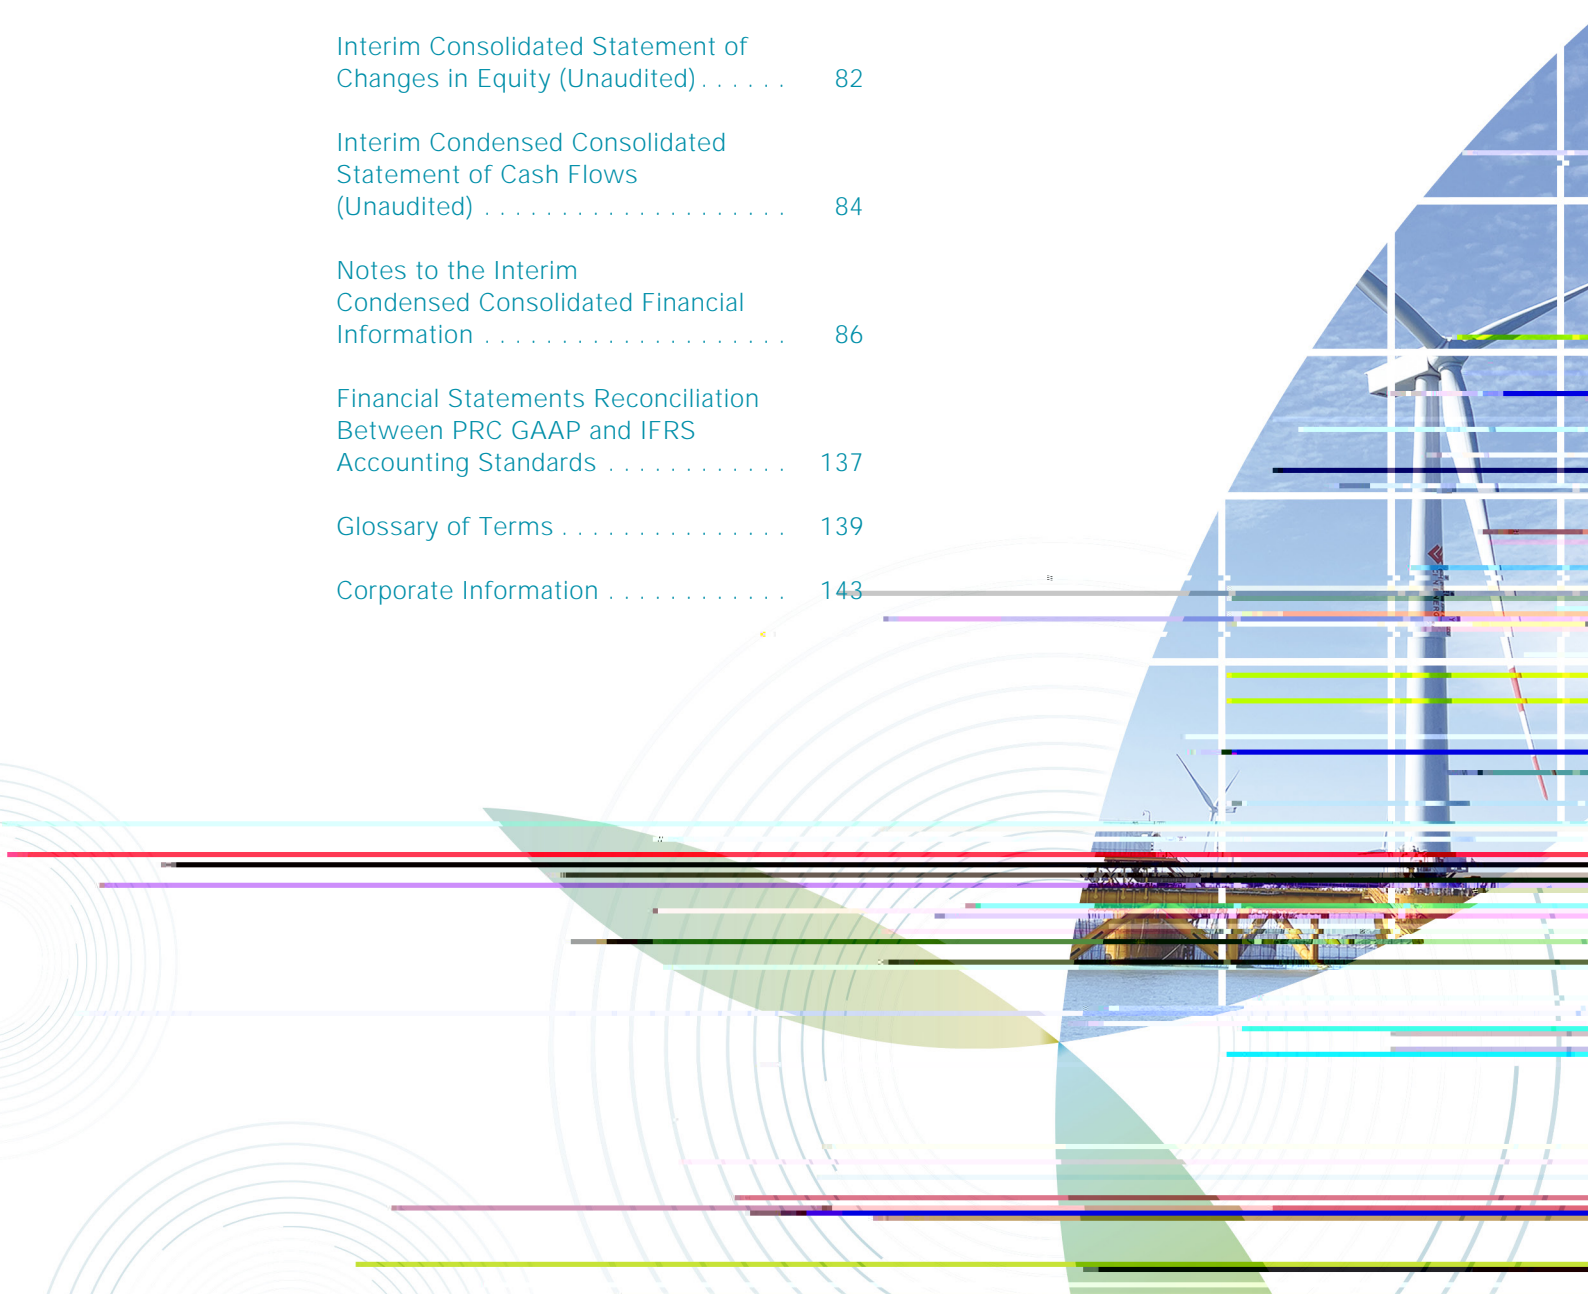 Interim Consolidated Statement of
Changes in Equity (Unaudited) . . . . . . 82
Interim Condensed Consolidated
Statement of Cash Flows
(Unaudited) . . . . . . . . . . . . . . . . . . . . 84
Notes to the Interim
Condensed Consolidated Financial
Information . . . . . . . . . . . . . . . . . . . . 86
Financial Statements Reconciliation
Between PRC GAAP and IFRS
Accounting Standards . . . . . . . . . . . . 137
Glossary of Terms . . . . . . . . . . . . . . . 139
Corporate Information . . . . . . . . . . . . 143